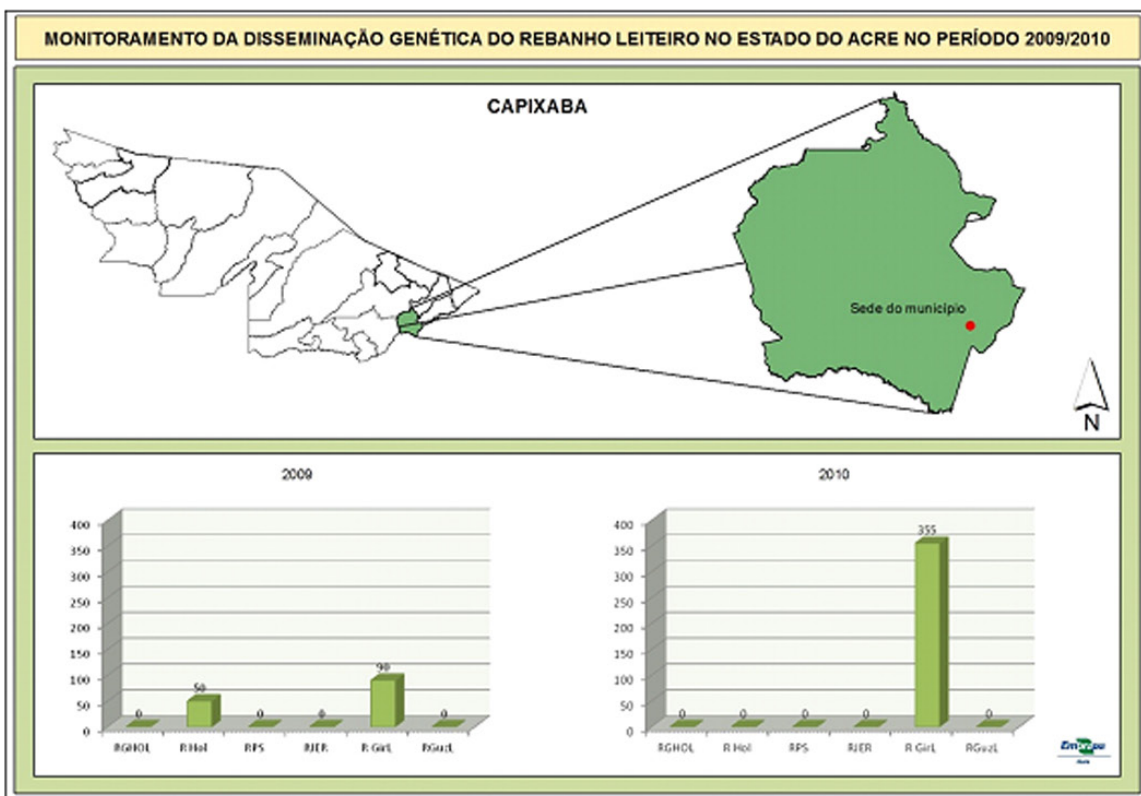 MONITORAMENTO DA DISSEMINAÇÃO GENÉTICA DO REBANHO LEITEIRO NO ESTADO DO ACRE NO PERÍODO 2009/2010
CAPIXABA
Sede do município
N
2009
400
350
300
250
200
150
100
50
0
0
50
0
0
90
0
RGHOL
R Hol
RPS
RJER
R GirL
RGuzL
2010
400
350
300
250
200
150
100
50
0
0
0
0
0
355
0
RGHOL
R Hol
RPS
RJER
R GirL
RGuzL
Embrapa